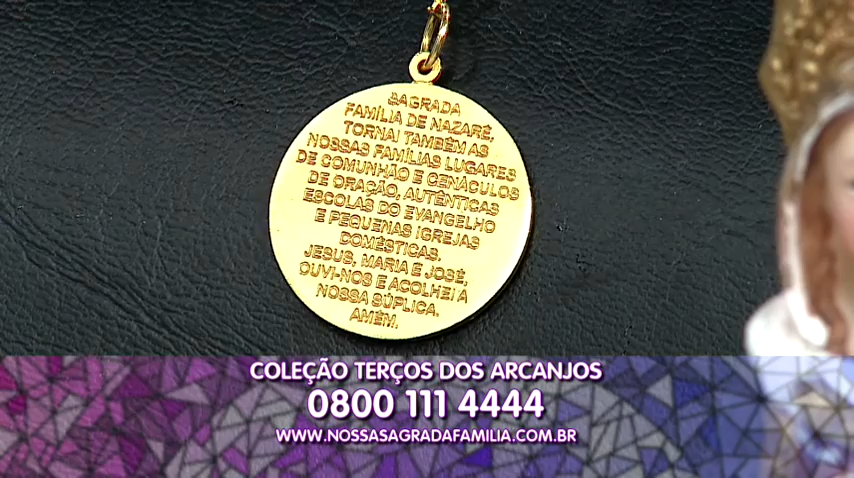 SAGRADA
FAMÍLIA DE NAZARÉ,
TORNAI TAMBÉM AS
NOSSAS FAMÍLIAS LUGARES
DE COMUNHÃO E CENÁCULOS
DE ORAÇÃO, AUTÊNTICAS
ESCOLAS DO EVANGELHO
E PEQUENAS IGREJAS
DOMÉSTICAS.
JESUS, MARIA E JOSÉ,
OUVI-NOS E ACOLHEI A
NOSSA SÚPLICA.
AMÉM.
COLEÇÃO TERÇOS DOS ARCANJOS
0800 111 4444
WWW.NOSSASAGRADAFAMILIA.COM.BR